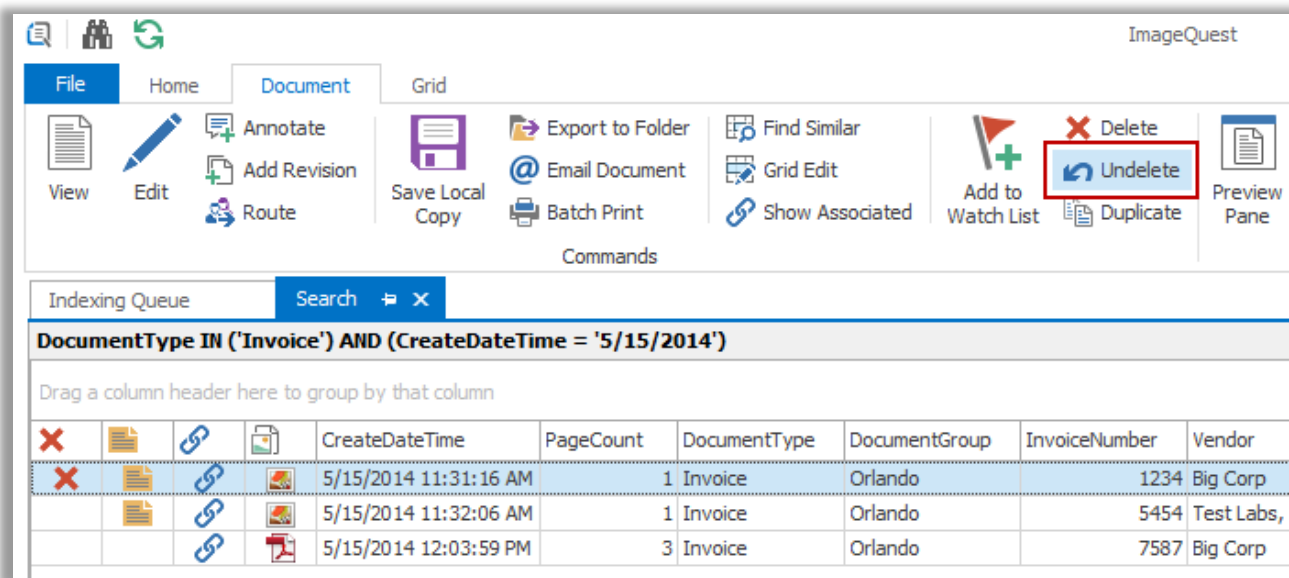 ImageQuest
File Home Document Grid
View
Edit
Annotate
Add Revision
Route
Save Local
Copy
Export to Folder
@ Email Document
Batch Print
Find Similar
Grid Edit
Show Associated
Add to
Watch List
Delete
Undelete
Duplicate
Preview
Pane
Commands
Indexing Queue Search
DocumentType IN ('Invoice') AND (CreateDateTime = '5/15/2014')
Drag a column header here to group by that column
CreateDateTime PageCount DocumentType DocumentGroup InvoiceNumber Vendor
5/15/2014 11:31:16 AM 1 Invoice Orlando 1234 Big Corp
5/15/2014 11:32:06 AM 1 Invoice Orlando 5454 Test Labs,
5/15/2014 12:03:59 PM 3 Invoice Orlando 7587 Big Corp